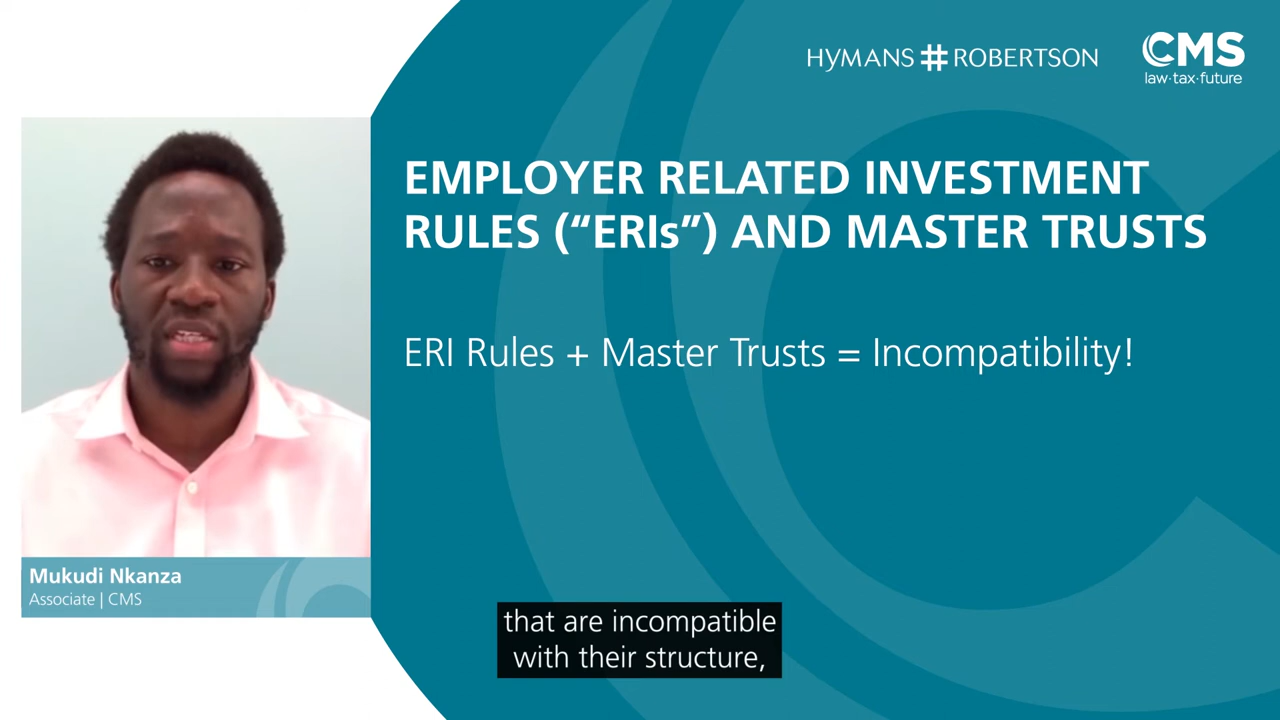 HYMANS # ROBERTSON
CMS
law·tax·future
EMPLOYER RELATED INVESTMENT
RULES (“ERIs”) AND MASTER TRUSTS
ERI Rules + Master Trusts = Incompatibility!
Mukudi Nkanza
Associate | CMS
that are incompatible
with their structure,